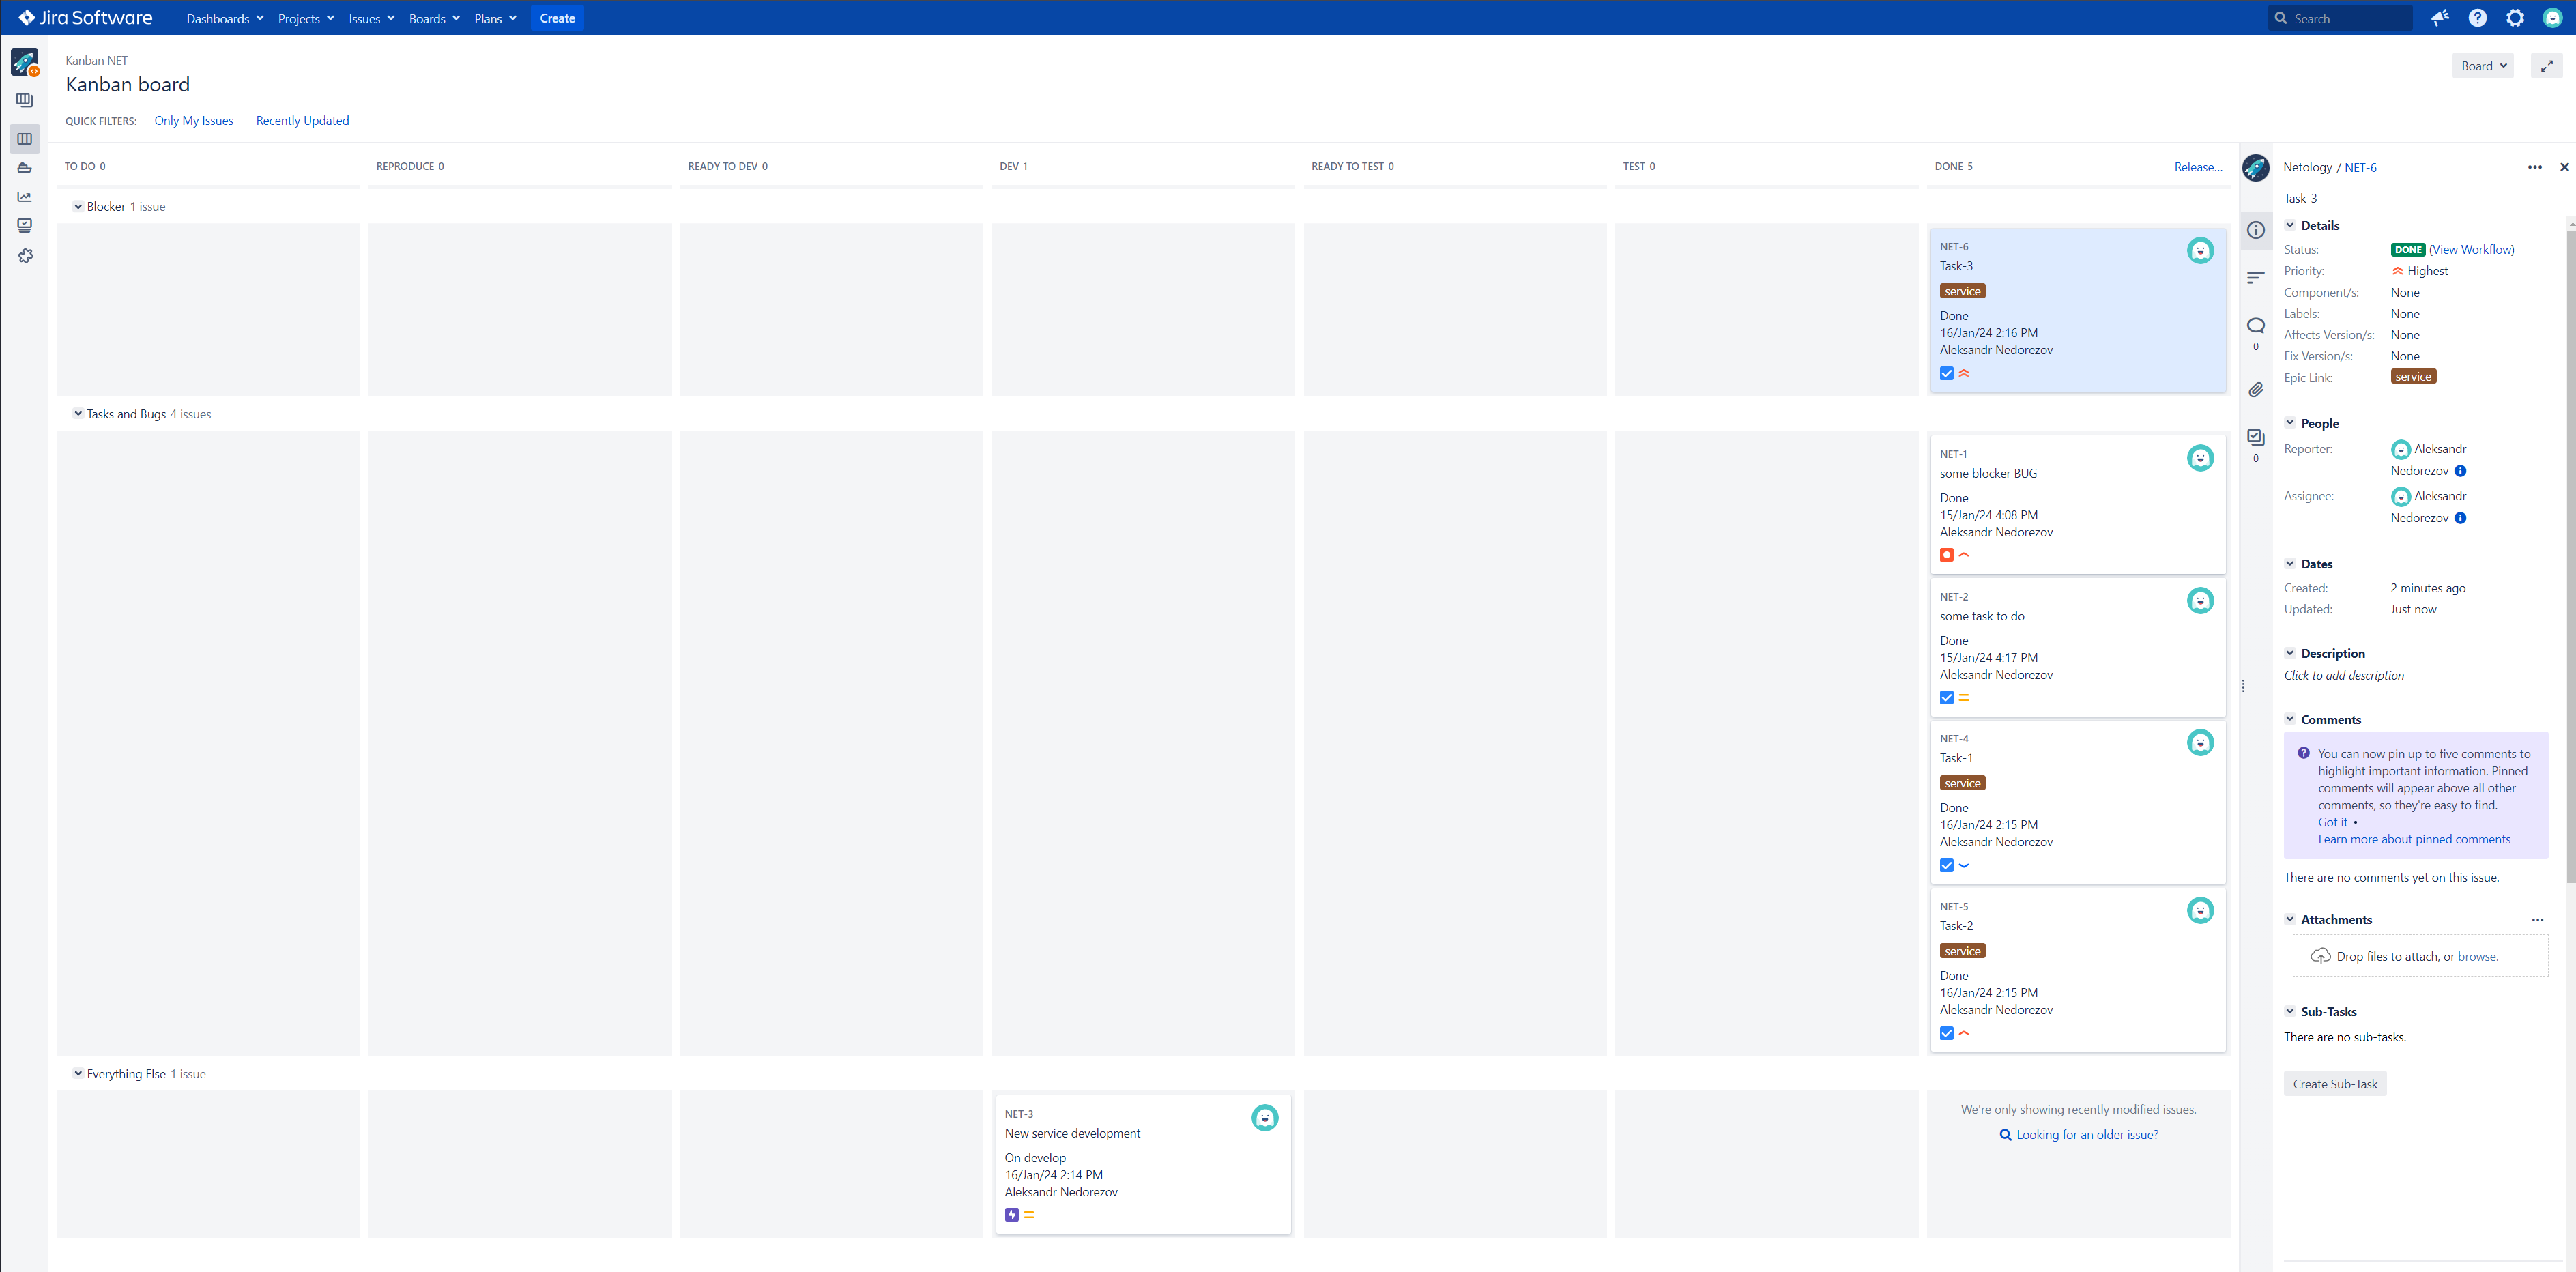 Jira Software
Dashboards
Projects
Issues
Boards
Plans
Create
Search
Kanban NET
Kanban board
Board
QUICK FILTERS:
Only My Issues
Recently Updated
TO DO 0
REPRODUCE 0
READY TO DEV 0
DEV 1
READY TO TEST 0
TEST 0
DONE 5
Release...
Blocker 1 issue
NET-6
Task-3
service
Done
16/Jan/24 2:16 PM
Aleksandr Nedorezov
Tasks and Bugs 4 issues
NET-1
some blocker BUG
Done
15/Jan/24 4:08 PM
Aleksandr Nedorezov
NET-2
some task to do
Done
15/Jan/24 4:17 PM
Aleksandr Nedorezov
NET-4
Task-1
service
Done
16/Jan/24 2:15 PM
Aleksandr Nedorezov
NET-5
Task-2
service
Done
16/Jan/24 2:15 PM
Aleksandr Nedorezov
Everything Else 1 issue
NET-3
New service development
On develop
16/Jan/24 2:14 PM
Aleksandr Nedorezov
We're only showing recently modified issues.
Looking for an older issue?
0
0
Netology / NET-6
Task-3
Details
Status: DONE (View Workflow)
Priority: Highest
Component/s: None
Labels: None
Affects Version/s: None
Fix Version/s: None
Epic Link: service
People
Reporter: Aleksandr
Nedorezov
Assignee: Aleksandr
Nedorezov
Dates
Created: 2 minutes ago
Updated: Just now
Description
Click to add description
Comments
You can now pin up to five comments to
highlight important information. Pinned
comments will appear above all other
comments, so they're easy to find.
Got it •
Learn more about pinned comments
There are no comments yet on this issue.
Attachments
Drop files to attach, or browse.
Sub-Tasks
There are no sub-tasks.
Create Sub-Task